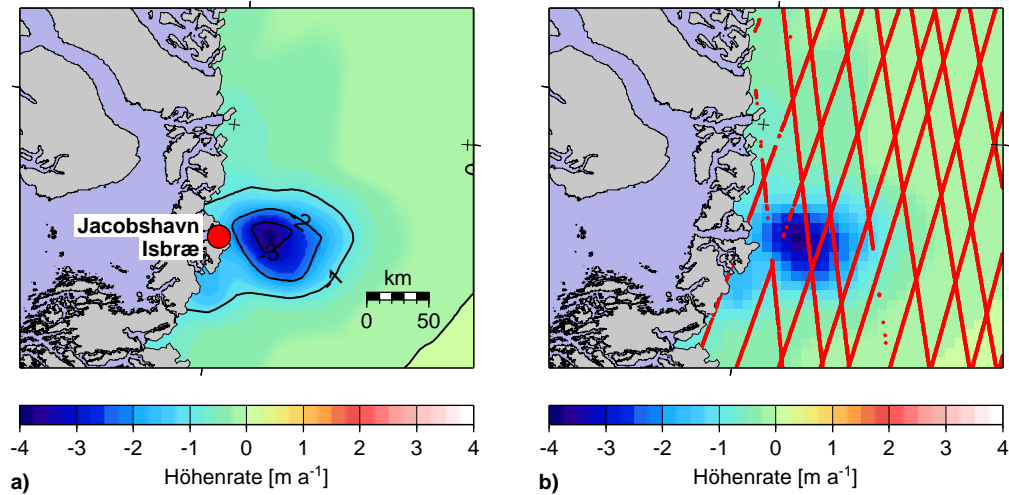 Jacobshavn
Isbræ
-1
-2
-3
0
km
0 50
-4 -3 -2 -1 0 1 2 3 4
Höhenrate [m a⁻¹]
a)
-4 -3 -2 -1 0 1 2 3 4
Höhenrate [m a⁻¹]
b)